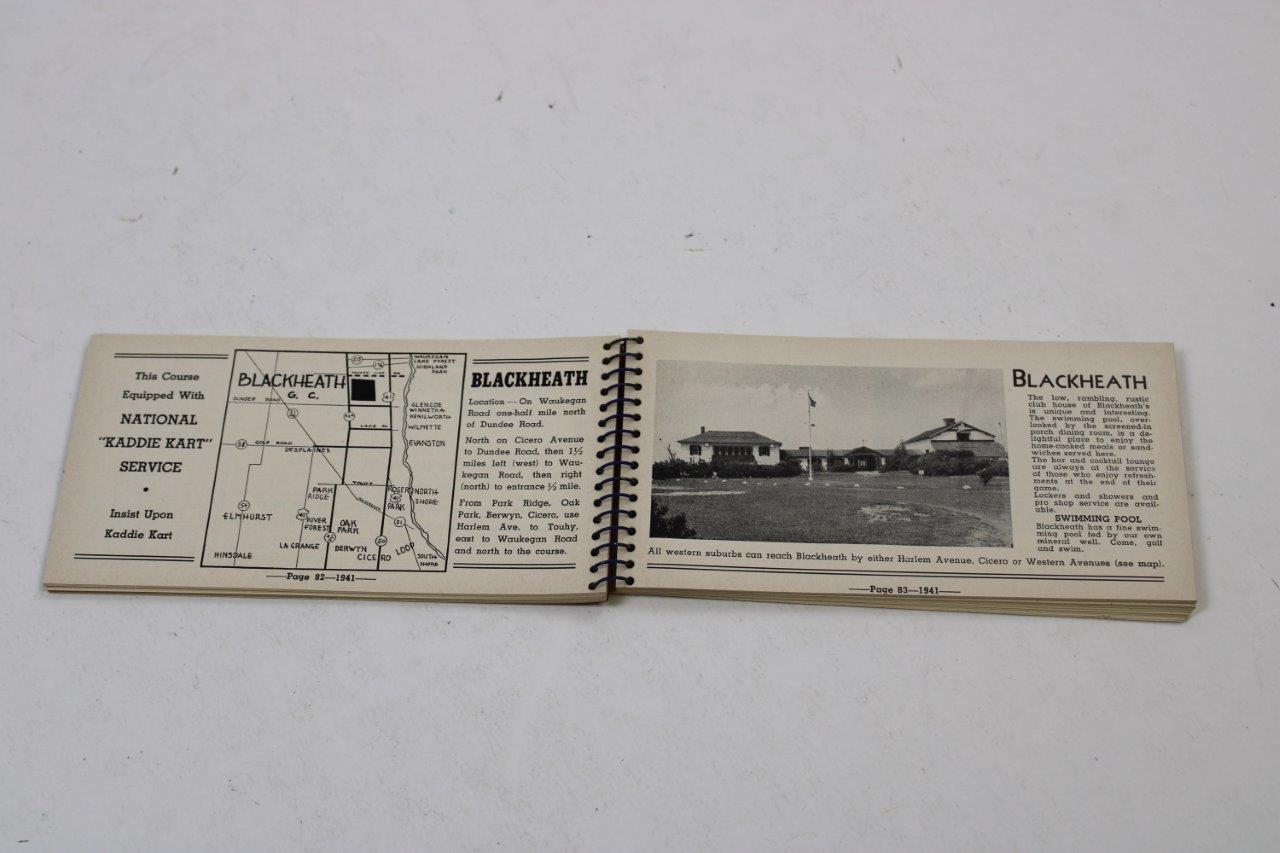 This Course
Equipped With
NATIONAL
"KADDIE KART"
SERVICE
•
Insist Upon
Kaddie Kart
BLACKHEATH
G. C.
WAUKEGAN
LAKE FOREST
HIGHLAND
PARK
DUNDEE ROAD
41
GLENCOE
WINNETKA
KENILWORTH
LAKE AV
WILMETTE
58
GOLF ROAD
DESPLAINES
EVANSTON
TOUHY
PARK
RIDGE
ROGERS
PARK
NORTH
SHORE
54
ELMHURST
45
RIVER
FOREST
OAK
PARK
LA GRANGE
BERWYN
50
CICERO
LOOP
HINSDALE
SOUTH
SHORE
Page 82—1941
BLACKHEATH
Location — On Waukegan
Road one-half mile north
of Dundee Road.
North on Cicero Avenue
to Dundee Road, then 1½
miles left (west) to Wau-
kegan Road, then right
(north) to entrance ½ mile.
From Park Ridge, Oak
Park, Berwyn, Cicero, use
Harlem Ave. to Touhy,
east to Waukegan Road
and north to the course.
BLACKHEATH
The low, rambling, rustic
club house of Blackheath's
is unique and interesting.
The swimming pool, over-
looked by the screened-in
porch dining room, is a de-
lightful place to enjoy the
home-cooked meals or sand-
wiches served here.
The bar and cocktail lounge
are always at the service
of those who enjoy refresh-
ments at the end of their
game.
Lockers and showers and
pro shop service are avail-
able.
SWIMMING POOL
Blackheath has a fine swim-
ming pool fed by our own
mineral well. Come, golf
and swim.
All western suburbs can reach Blackheath by either Harlem Avenue, Cicero or Western Avenues (see map).
Page 83—1941